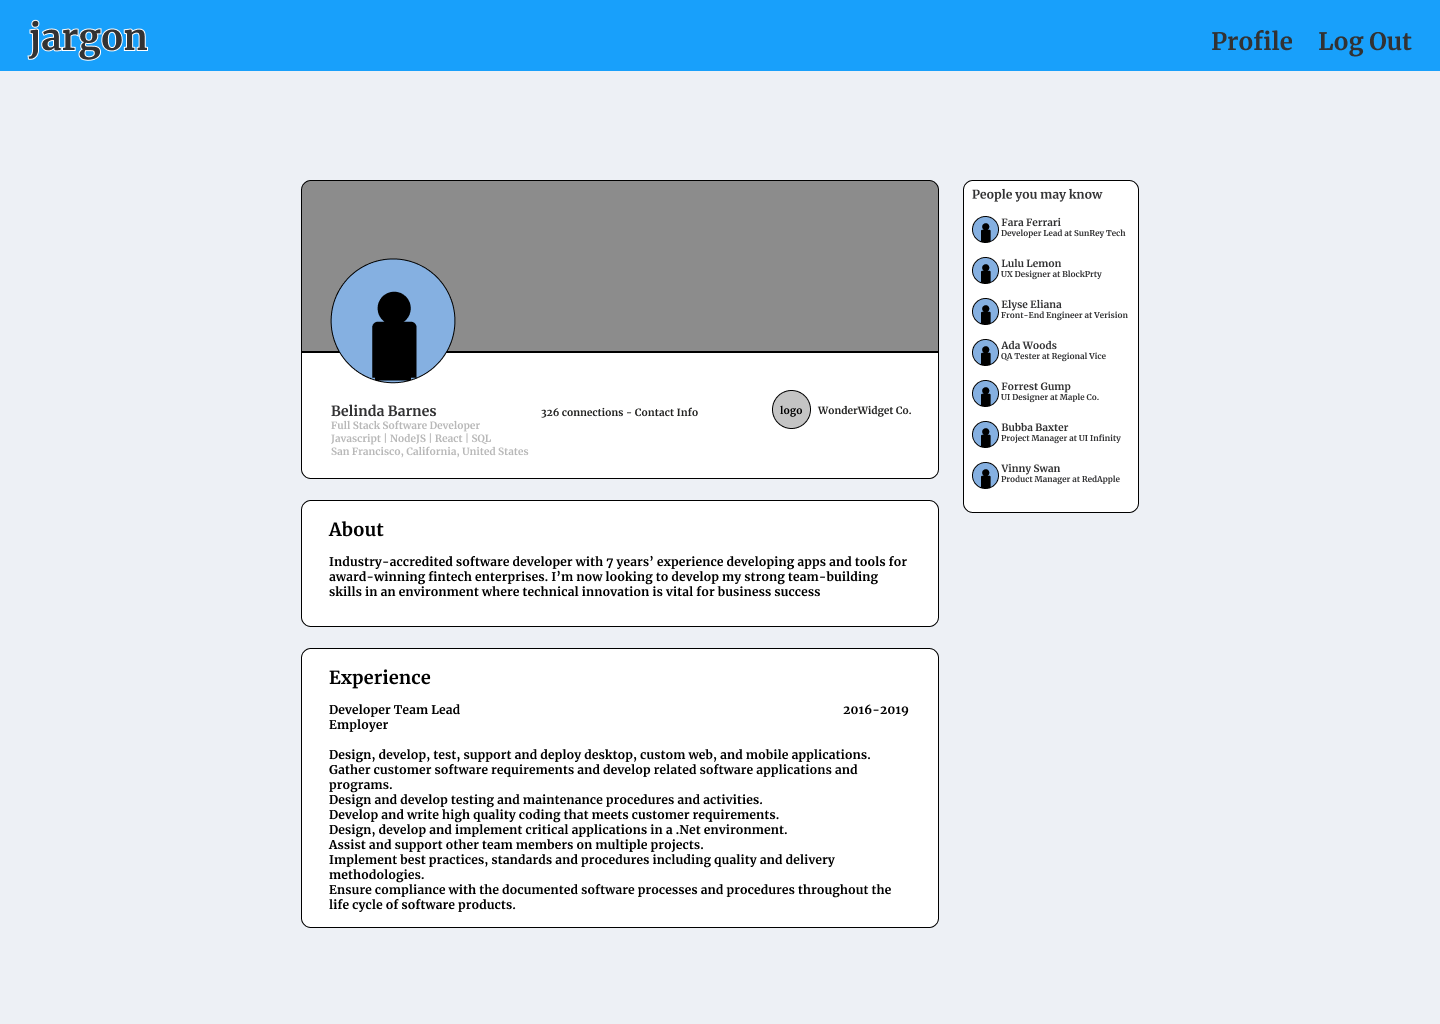 jargon
Profile
Log Out
Belinda Barnes
Full Stack Software Developer
Javascript | NodeJS | React | SQL
San Francisco, California, United States
326 connections - Contact Info
logo
WonderWidget Co.
About
Industry-accredited software developer with 7 years’ experience developing apps and tools for
award-winning fintech enterprises. I’m now looking to develop my strong team-building
skills in an environment where technical innovation is vital for business success
Experience
Developer Team Lead
2016-2019
Employer
Design, develop, test, support and deploy desktop, custom web, and mobile applications.
Gather customer software requirements and develop related software applications and
programs.
Design and develop testing and maintenance procedures and activities.
Develop and write high quality coding that meets customer requirements.
Design, develop and implement critical applications in a .Net environment.
Assist and support other team members on multiple projects.
Implement best practices, standards and procedures including quality and delivery
methodologies.
Ensure compliance with the documented software processes and procedures throughout the
life cycle of software products.
People you may know
Fara Ferrari
Developer Lead at SunRey Tech
Lulu Lemon
UX Designer at BlockPrty
Elyse Eliana
Front-End Engineer at Verision
Ada Woods
QA Tester at Regional Vice
Forrest Gump
UI Designer at Maple Co.
Bubba Baxter
Project Manager at UI Infinity
Vinny Swan
Product Manager at RedApple